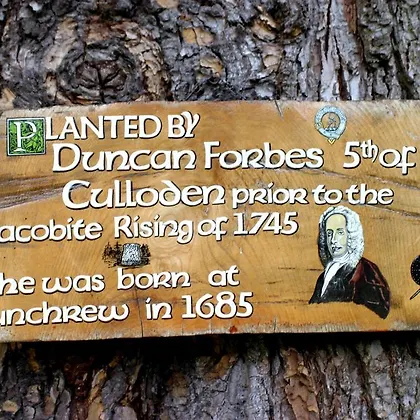 PLANTED BY
Duncan Forbes 5th of
Culloden prior to the
acobite Rising of 1745
he was born at
unchrew in 1685